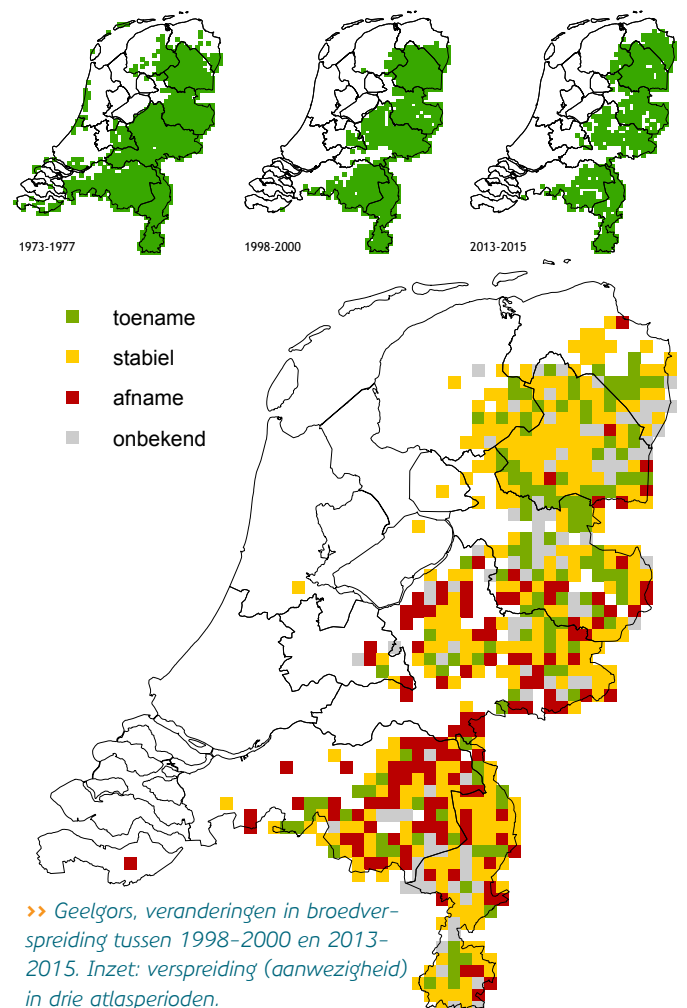 1973-1977
1998-2000
2013-2015
toename
stabiel
afname
onbekend
>> Geelgors, veranderingen in broedver-
spreiding tussen 1998-2000 en 2013-
2015. Inzet: verspreiding (aanwezigheid)
in drie atlasperioden.